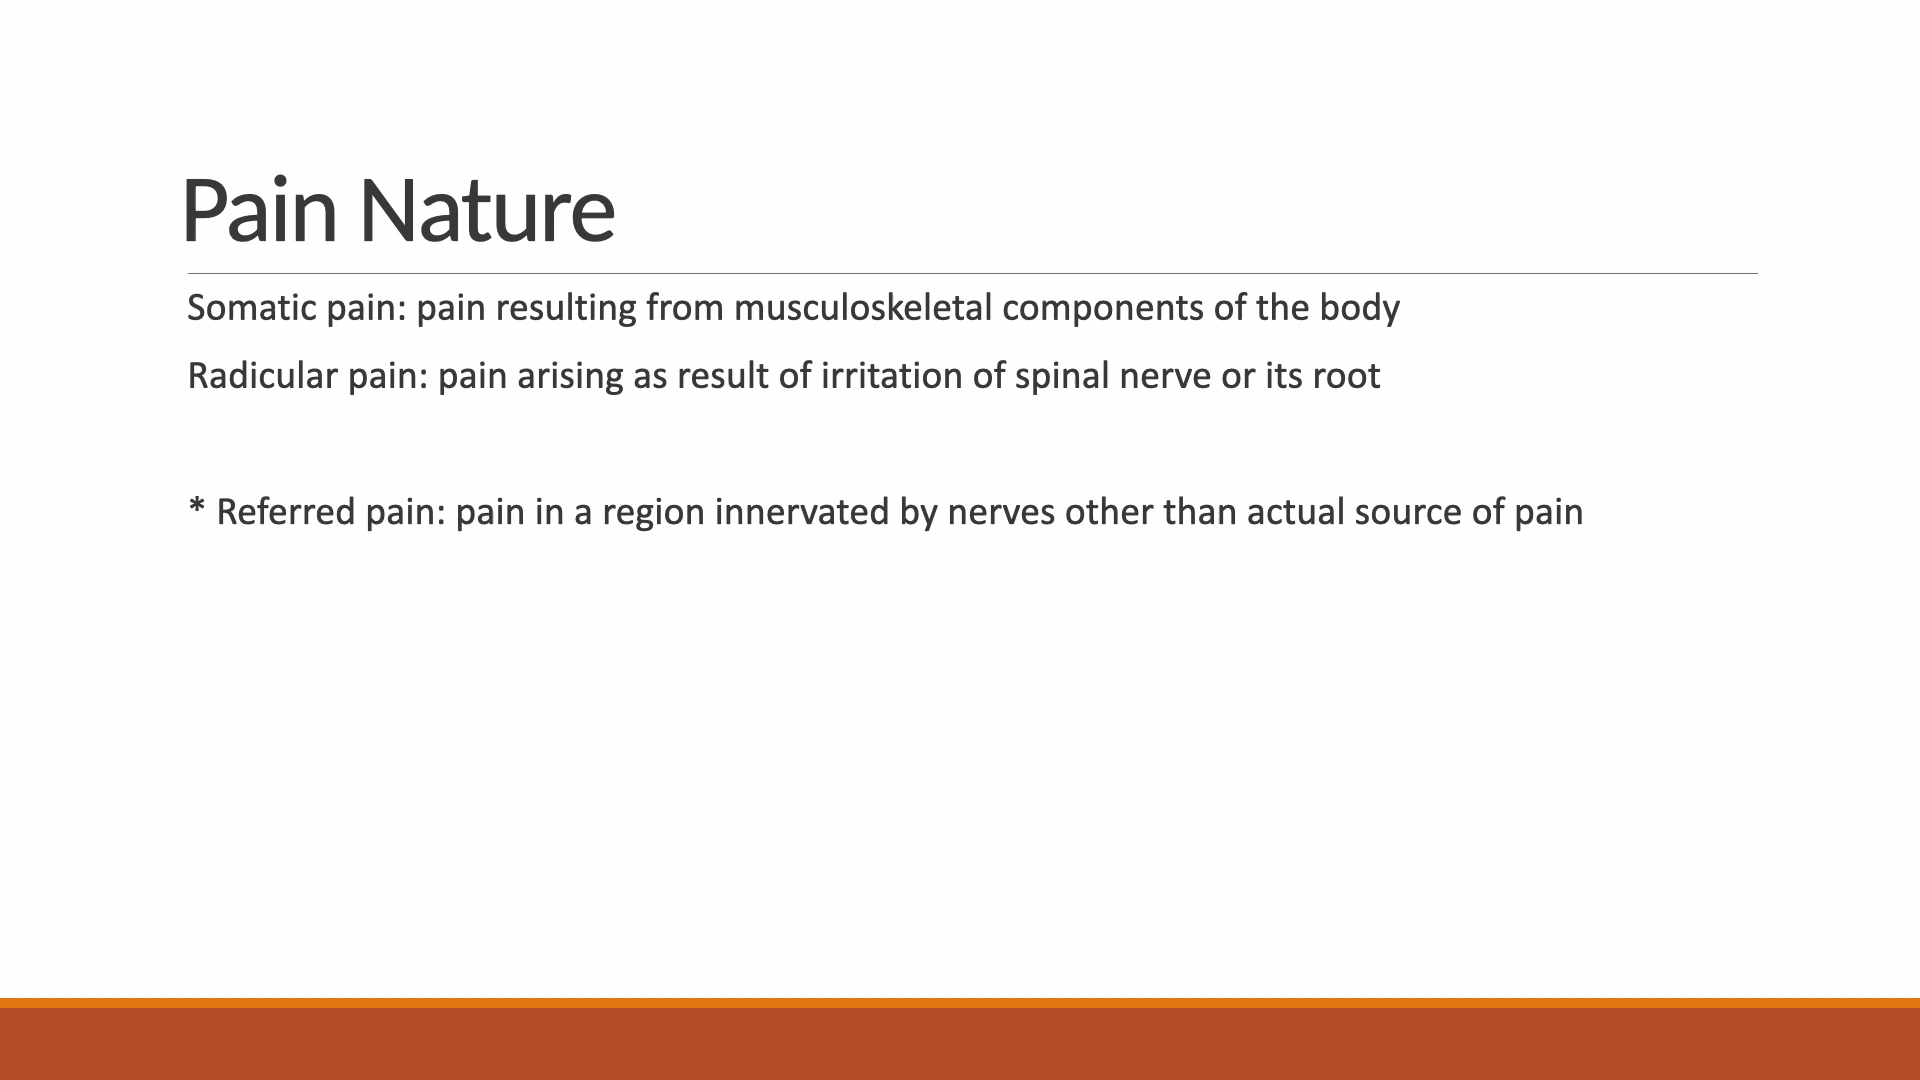 Pain Nature
Somatic pain: pain resulting from musculoskeletal components of the body
Radicular pain: pain arising as result of irritation of spinal nerve or its root
* Referred pain: pain in a region innervated by nerves other than actual source of pain